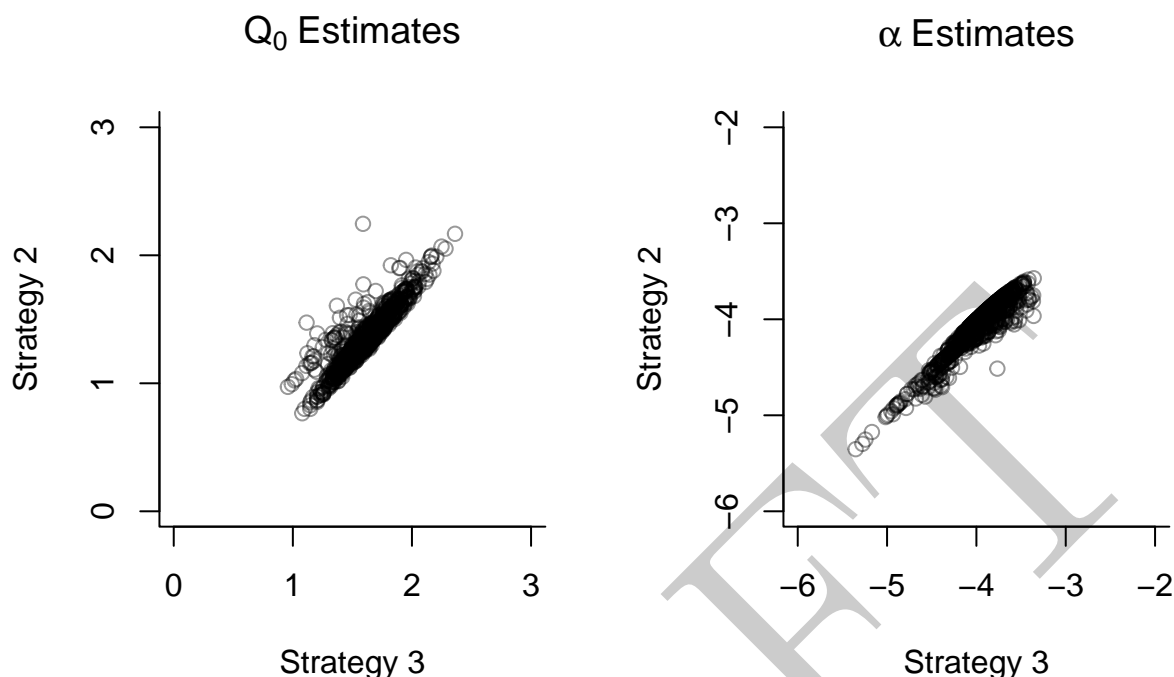 Q₀ Estimates
3
2
1
0
Strategy 2
0 1 2 3
Strategy 3
α Estimates
−2
−3
−4
−5
−6
Strategy 2
−6 −5 −4 −3 −2
Strategy 3
FT